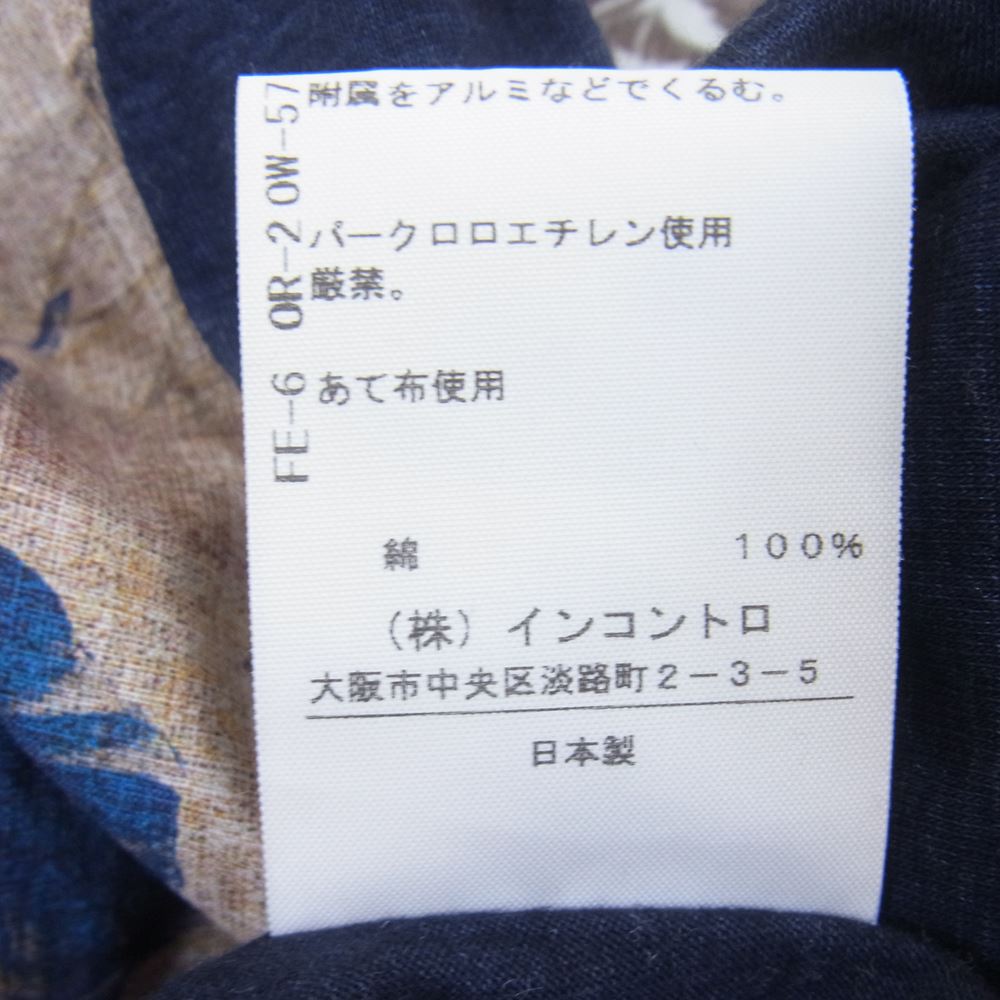 附属をアルミなどでくるむ。
パークロロエチレン使用
厳禁。
あて布使用
綿 100%
（株）インコントロ
大阪市中央区淡路町2-3-5
日本製
FE-6 OR-20W-57